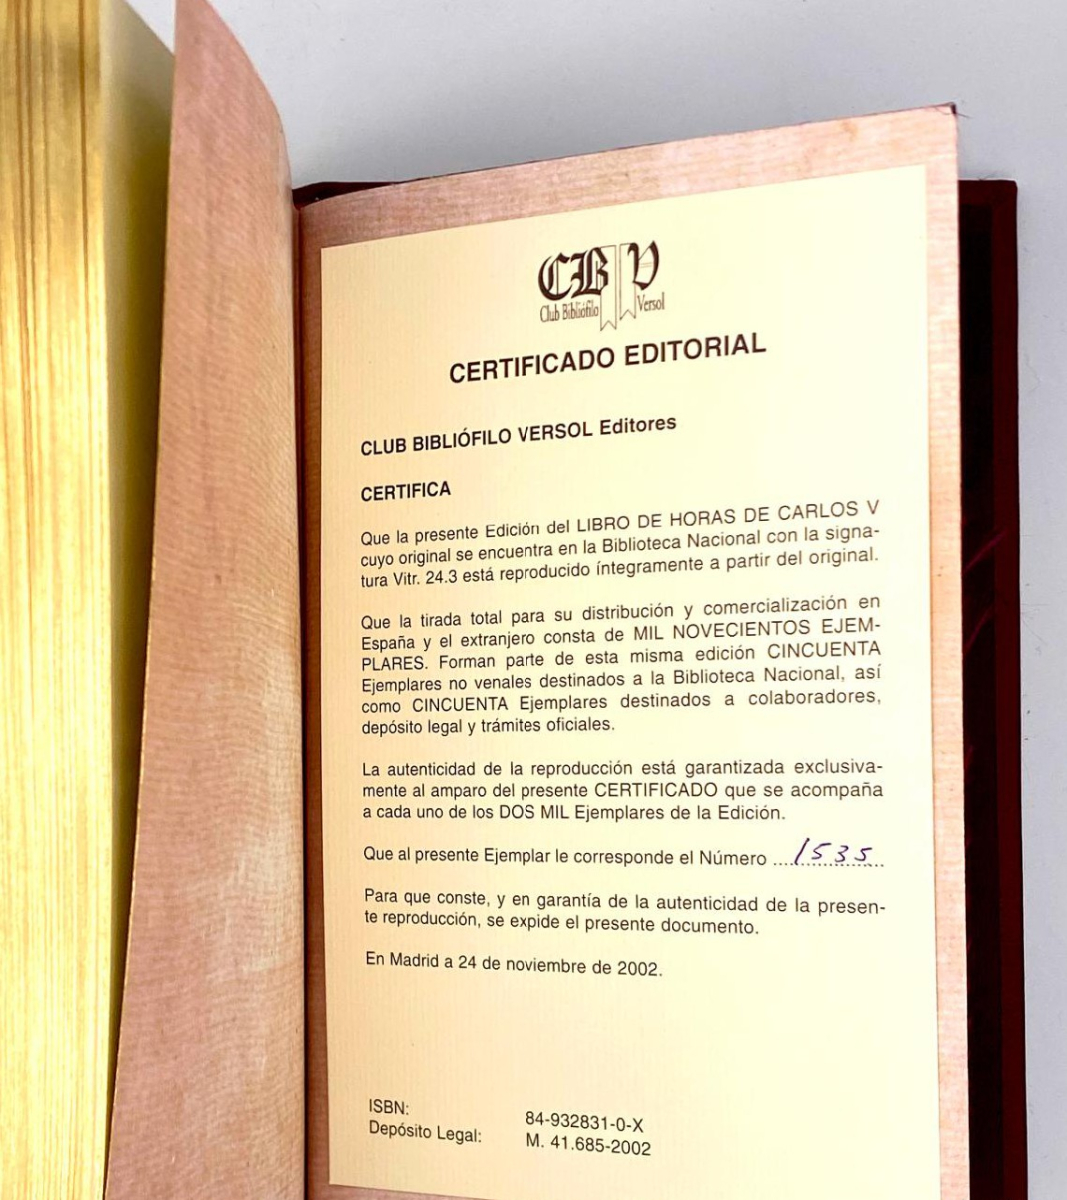 CB V
Club Bibliófilo Versol
CERTIFICADO EDITORIAL
CLUB BIBLIÓFILO VERSOL Editores
CERTIFICA
Que la presente Edición del LIBRO DE HORAS DE CARLOS V
cuyo original se encuentra en la Biblioteca Nacional con la signa-
tura Vitr. 24.3 está reproducido íntegramente a partir del original.
Que la tirada total para su distribución y comercialización en
España y el extranjero consta de MIL NOVECIENTOS EJEM-
PLARES. Forman parte de esta misma edición CINCUENTA
Ejemplares no venales destinados a la Biblioteca Nacional, así
como CINCUENTA Ejemplares destinados a colaboradores,
depósito legal y trámites oficiales.
La autenticidad de la reproducción está garantizada exclusiva-
mente al amparo del presente CERTIFICADO que se acompaña
a cada uno de los DOS MIL Ejemplares de la Edición.
Que al presente Ejemplar le corresponde el Número ....1535..
Para que conste, y en garantía de la autenticidad de la presen-
te reproducción, se expide el presente documento.
En Madrid a 24 de noviembre de 2002.
ISBN: 84-932831-0-X
Depósito Legal: M. 41.685-2002